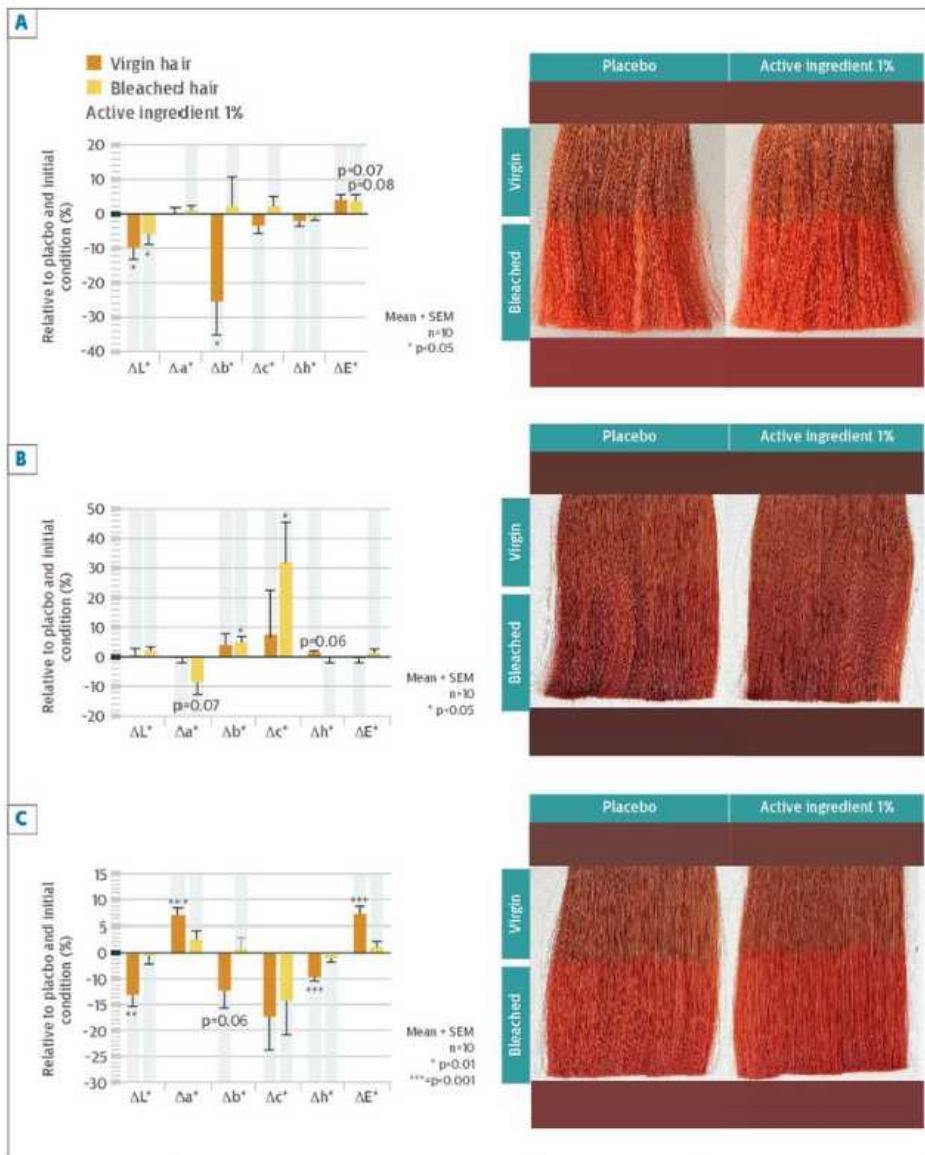 A
Virgin hair
Bleached hair
Active ingredient 1%
Relative to placbo and initial
condition (%)
20
10
0
-10
-20
-30
-40
p=0.07
p=0.08
*
*
*
Mean + SEM
n=10
* p<0.05
ΔL* Δa* Δb* Δc* Δh* ΔE*
Placebo Active ingredient 1%
Virgin
Bleached
B
Relative to placbo and initial
condition (%)
50
40
30
20
10
0
-10
-20
*
*
p=0.06
p=0.07
Mean + SEM
n=10
* p<0.05
ΔL* Δa* Δb* Δc* Δh* ΔE*
Placebo Active ingredient 1%
Virgin
Bleached
C
Relative to placbo and initial
condition (%)
15
10
5
0
-5
-10
-15
-20
-25
-30
***
***
**
***
p=0.06
Mean + SEM
n=10
* p<0.01
***=p<0.001
ΔL* Δa* Δb* Δc* Δh* ΔE*
Placebo Active ingredient 1%
Virgin
Bleached